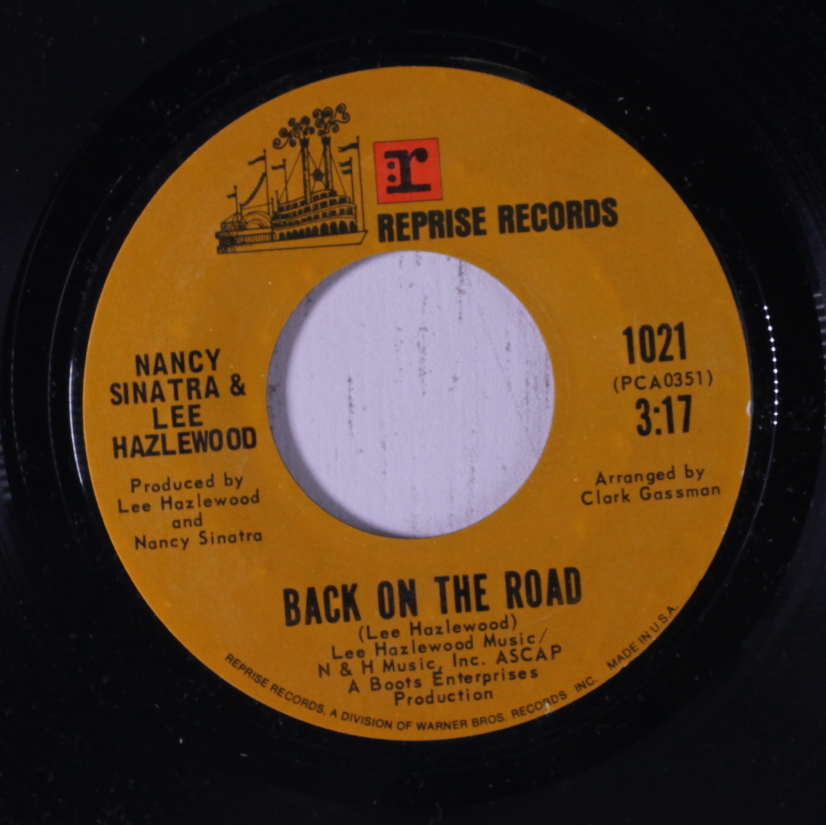 r
REPRISE RECORDS
NANCY
SINATRA &
LEE
HAZLEWOOD
Produced by
Lee Hazlewood
and
Nancy Sinatra
1021
(PCA0351)
3:17
Arranged by
Clark Gassman
BACK ON THE ROAD
(Lee Hazlewood)
Lee Hazlewood Music/
N & H Music, Inc. ASCAP
A Boots Enterprises
Production
REPRISE RECORDS, A DIVISION OF WARNER BROS. RECORDS INC. MADE IN U.S.A.